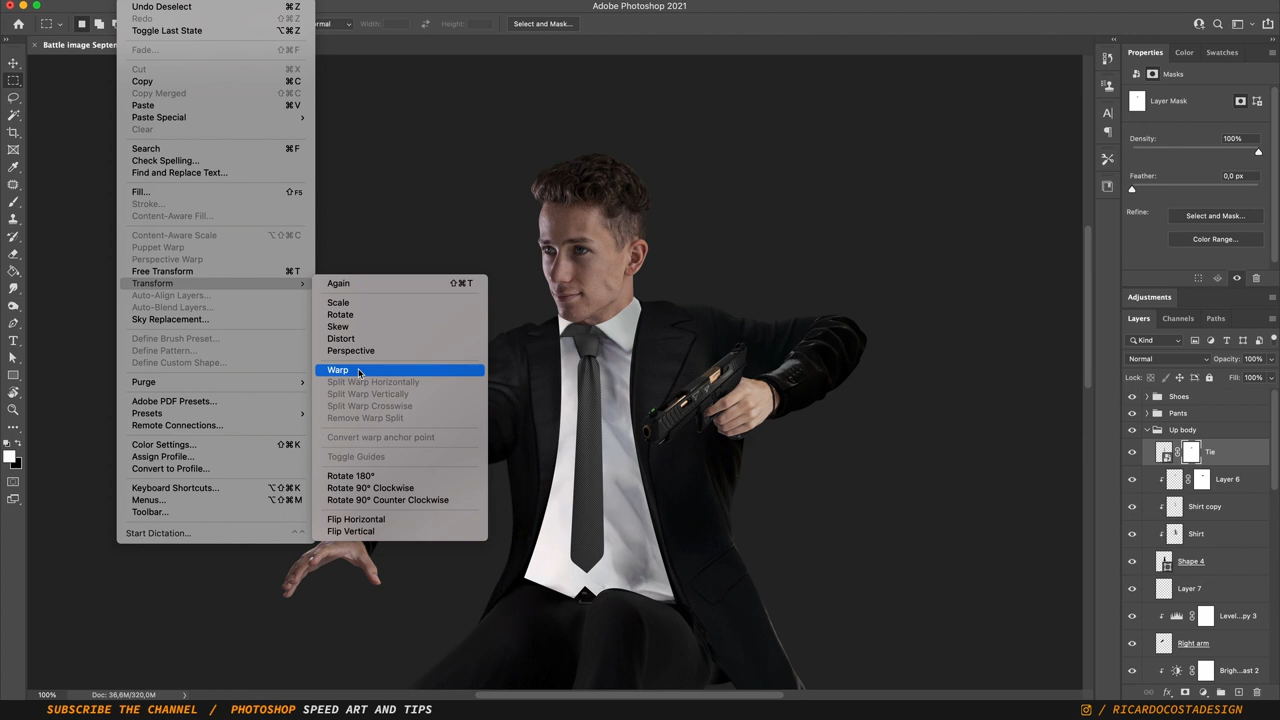 Adobe Photoshop 2021
Width:
Height:
Select and Mask...
Battle image Septem
Undo Deselect ⌘Z
Redo ⇧⌘Z
Toggle Last State ⌥⌘Z
Fade... ⇧⌘F
Cut ⌘X
Copy ⌘C
Copy Merged ⇧⌘C
Paste ⌘V
Paste Special ›
Clear
Search ⌘F
Check Spelling...
Find and Replace Text...
Fill... ⇧F5
Stroke...
Content-Aware Fill...
Content-Aware Scale ⌥⇧⌘C
Puppet Warp
Perspective Warp
Free Transform ⌘T
Transform ›
Auto-Align Layers...
Auto-Blend Layers...
Sky Replacement...
Define Brush Preset...
Define Pattern...
Define Custom Shape...
Purge ›
Adobe PDF Presets...
Presets ›
Remote Connections...
Color Settings... ⇧⌘K
Assign Profile...
Convert to Profile...
Keyboard Shortcuts... ⌥⇧⌘K
Menus... ⌥⇧⌘M
Toolbar...
Start Dictation...
Again ⇧⌘T
Scale
Rotate
Skew
Distort
Perspective
Warp
Split Warp Horizontally
Split Warp Vertically
Split Warp Crosswise
Remove Warp Split
Convert warp anchor point
Toggle Guides
Rotate 180°
Rotate 90° Clockwise
Rotate 90° Counter Clockwise
Flip Horizontal
Flip Vertical
Properties Color Swatches
Masks
Layer Mask
Density: 100%
Feather: 0,0 px
Refine: Select and Mask...
Color Range...
Adjustments
Layers Channels Paths
Kind
Normal Opacity: 100%
Lock: Fill: 100%
Shoes
Pants
Up body
Tie
Layer 6
Shirt copy
Shirt
Shape 4
Layer 7
Level...py 3
Right arm
Brigh...ast 2
100% Doc: 36,6M/320,0M
SUBSCRIBE THE CHANNEL / PHOTOSHOP SPEED ART AND TIPS
/ RICARDOCOSTADESIGN